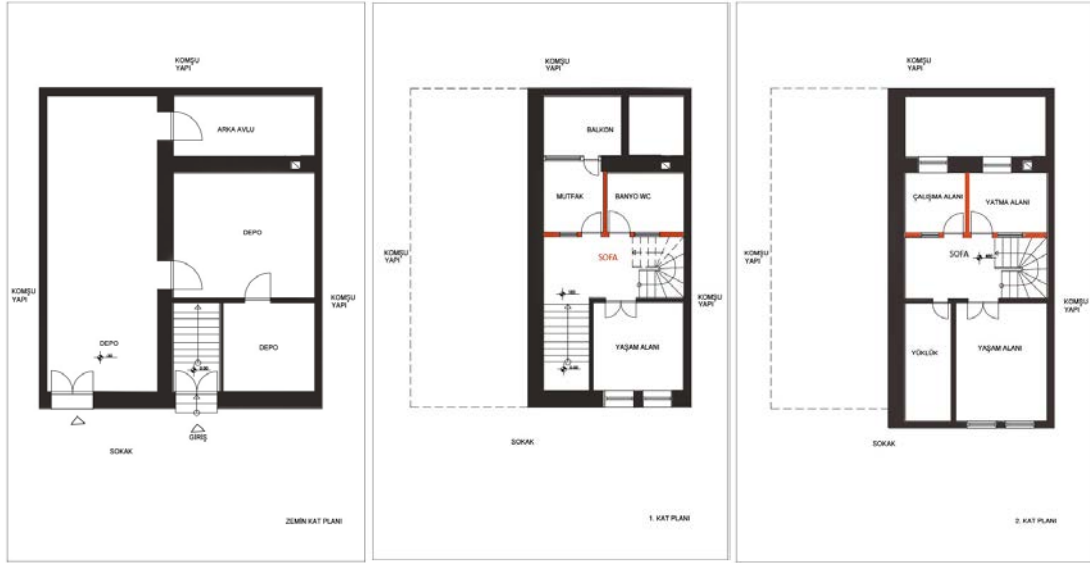 KOMŞU
YAPI
ARKA AVLU
DEPO
KOMŞU
YAPI
KOMŞU
YAPI
DEPO
DEPO
GİRİŞ
SOKAK
ZEMİN KAT PLANI
KOMŞU
YAPI
BALKON
MUTFAK
BANYO WC
KOMŞU
YAPI
SOFA
KOMŞU
YAPI
YAŞAM ALANI
SOKAK
1. KAT PLANI
KOMŞU
YAPI
ÇALIŞMA ALANI
YATMA ALANI
KOMŞU
YAPI
SOFA
KOMŞU
YAPI
YÜKLÜK
YAŞAM ALANI
SOKAK
2. KAT PLANI